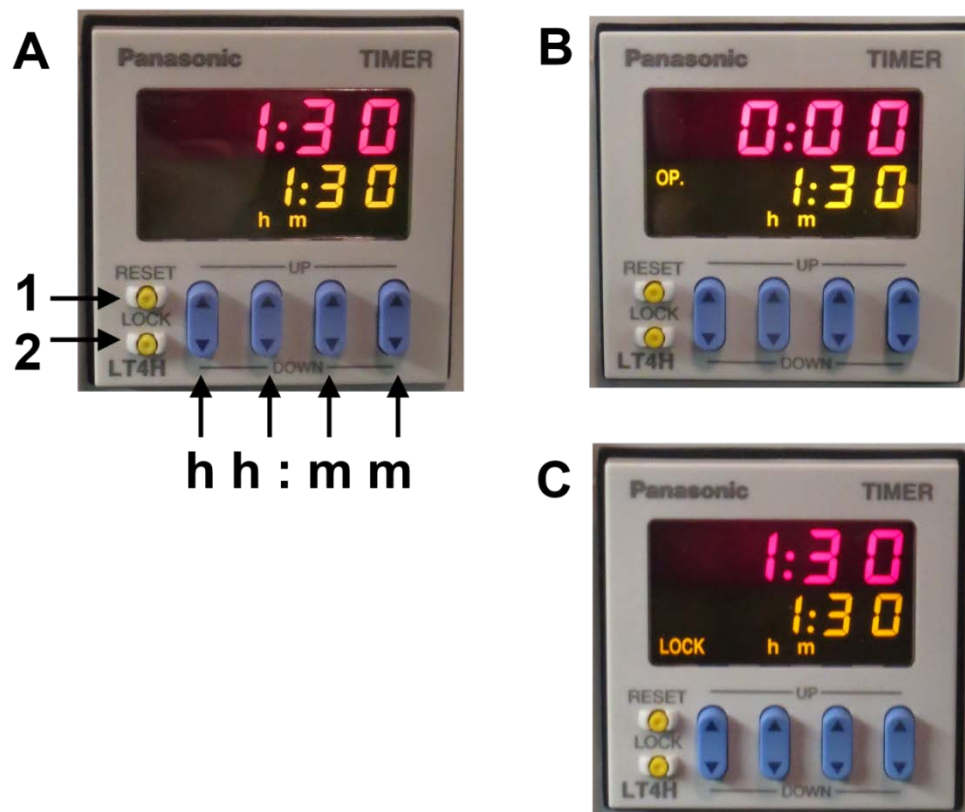 A
Panasonic TIMER
1:30
1:30
h m
RESET
UP
1
LOCK
2
LT4H
DOWN
h h : m m
B
Panasonic TIMER
0:00
OP. 1:30
h m
RESET
UP
LOCK
LT4H
DOWN
C
Panasonic TIMER
1:30
1:30
LOCK h m
RESET
UP
LOCK
LT4H
DOWN